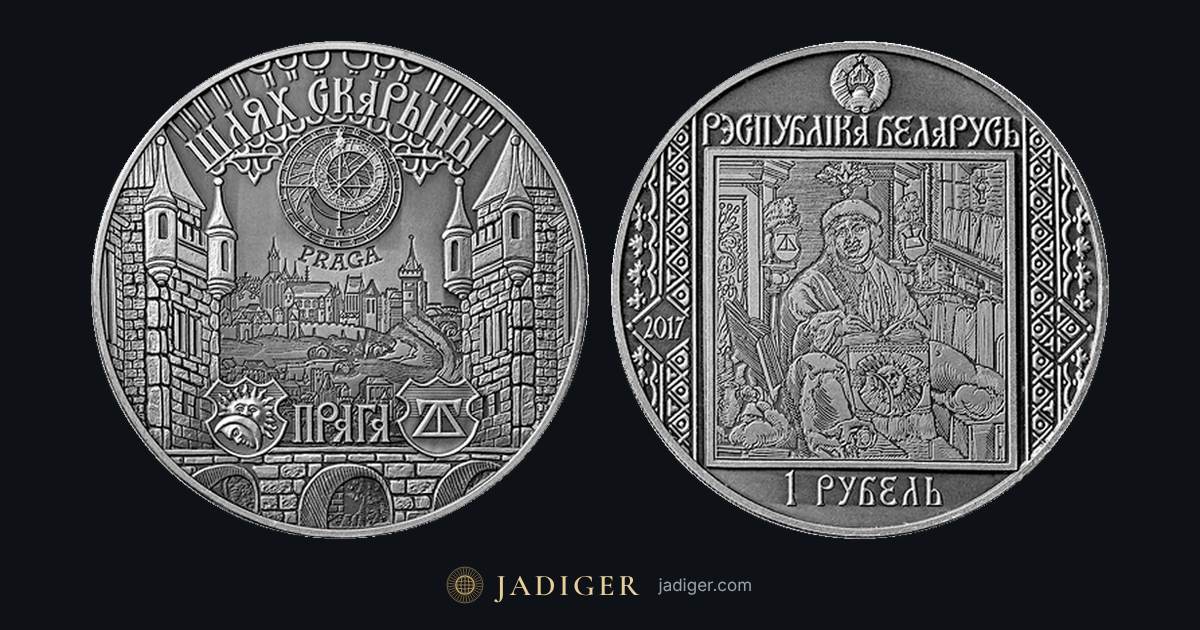 ШЛЯХ СКАРЫНЫ
PRAGA
ПРАГА
РЭСПУБЛІКА БЕЛАРУСЬ
2017
1 РУБЕЛЬ
JADIGER jadiger.com